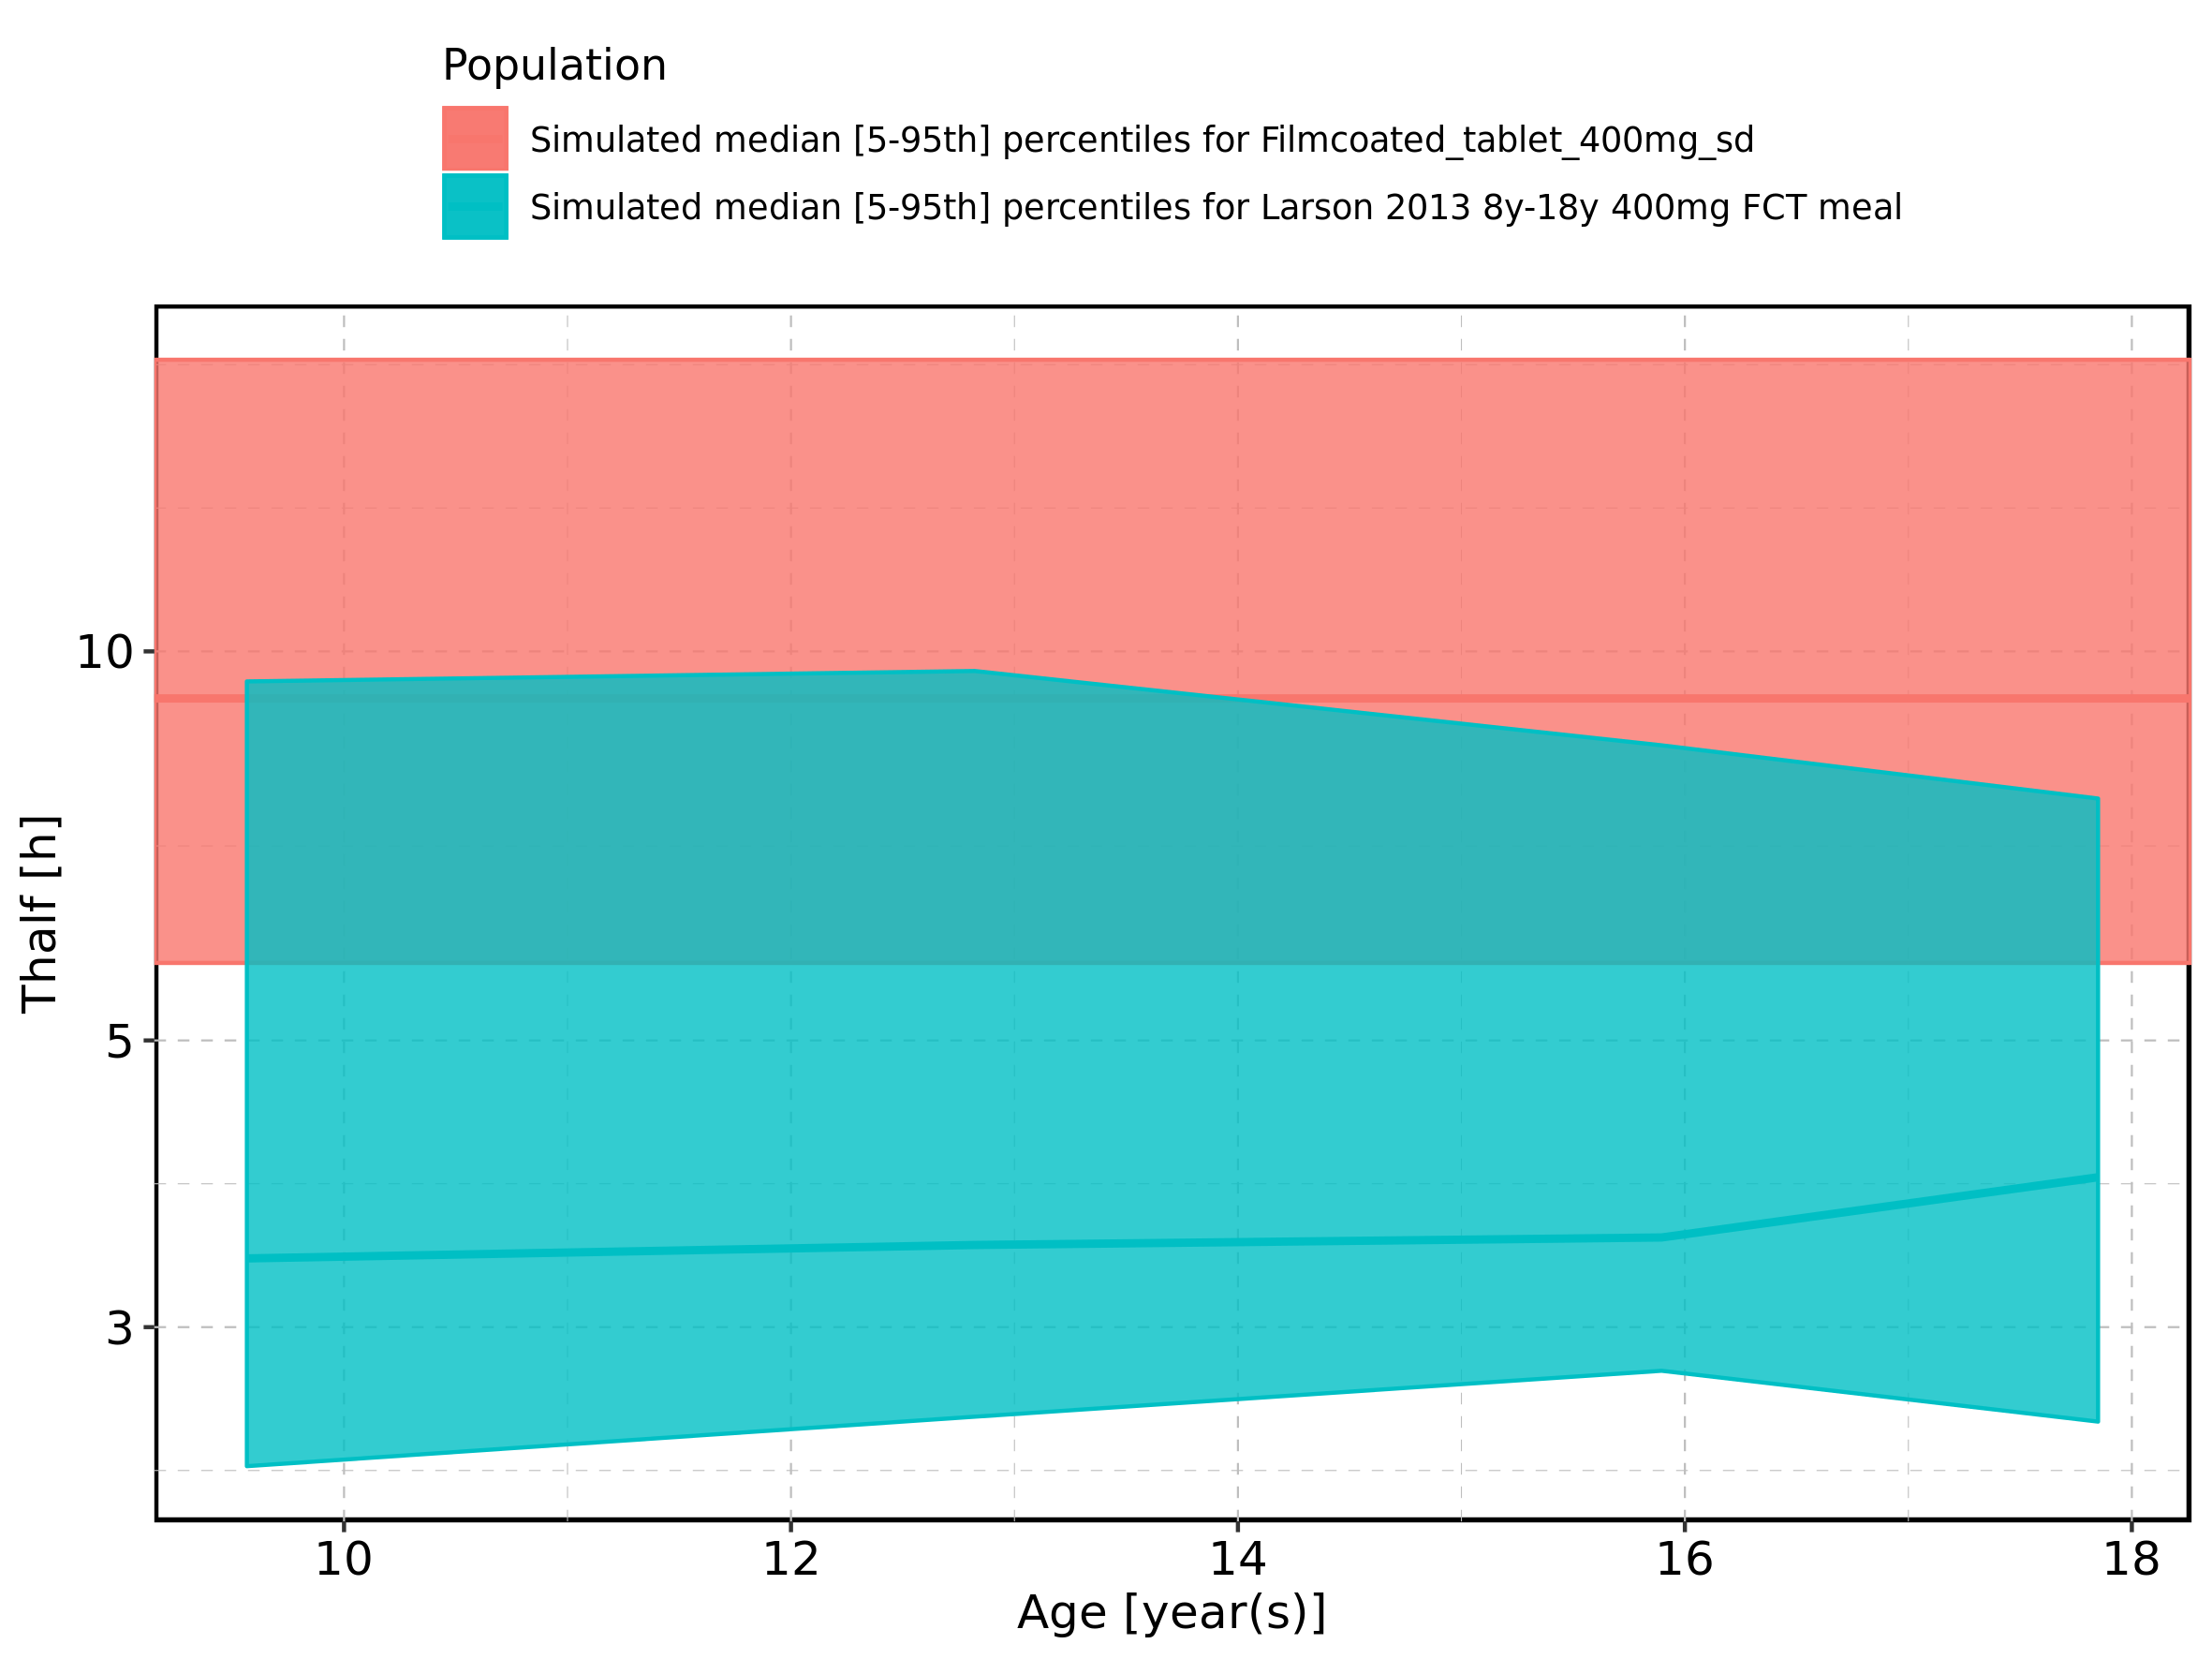 Population
Simulated median [5-95th] percentiles for Filmcoated_tablet_400mg_sd
Simulated median [5-95th] percentiles for Larson 2013 8y-18y 400mg FCT meal
10
5
3
Thalf [h]
10 12 14 16 18
Age [year(s)]